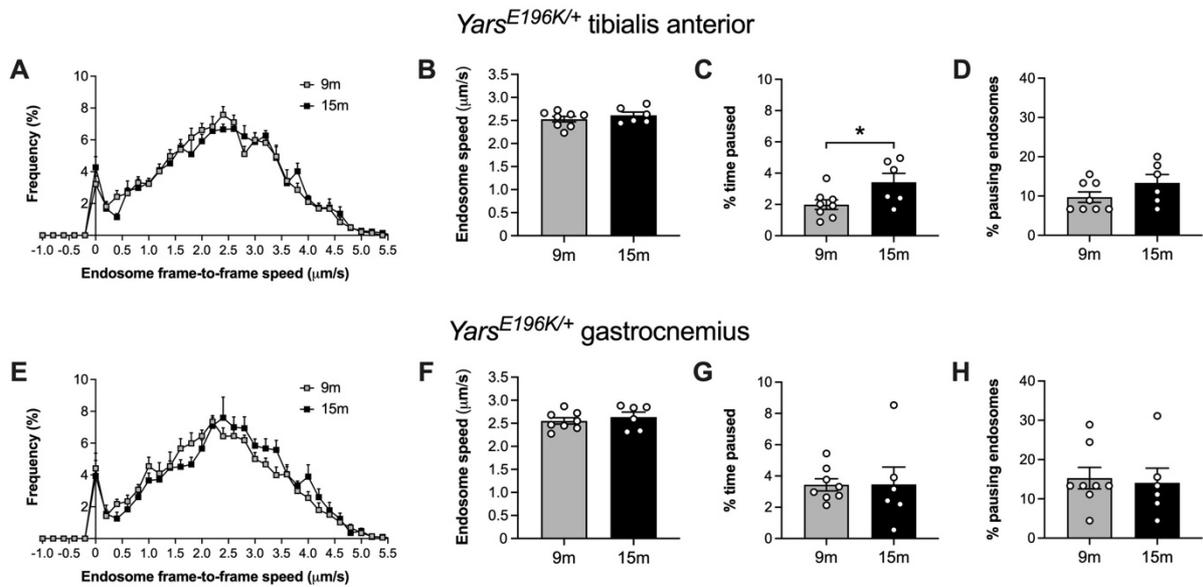 Yars^E196K/+ tibialis anterior
A
Frequency (%)
10
8
6
4
2
9m
15m
-1.0 -0.5 0 0.5 1.0 1.5 2.0 2.5 3.0 3.5 4.0 4.5 5.0 5.5
Endosome frame-to-frame speed (μm/s)
B
Endosome speed (μm/s)
3.5
3.0
2.5
2.0
1.5
1.0
0.5
0
9m 15m
C
% time paused
10
8
6
4
2
0
*
9m 15m
D
% pausing endosomes
40
30
20
10
0
9m 15m
Yars^E196K/+ gastrocnemius
E
Frequency (%)
10
8
6
4
2
9m
15m
-1.0 -0.5 0 0.5 1.0 1.5 2.0 2.5 3.0 3.5 4.0 4.5 5.0 5.5
Endosome frame-to-frame speed (μm/s)
F
Endosome speed (μm/s)
3.5
3.0
2.5
2.0
1.5
1.0
0.5
0
9m 15m
G
% time paused
10
8
6
4
2
0
9m 15m
H
% pausing endosomes
40
30
20
10
0
9m 15m